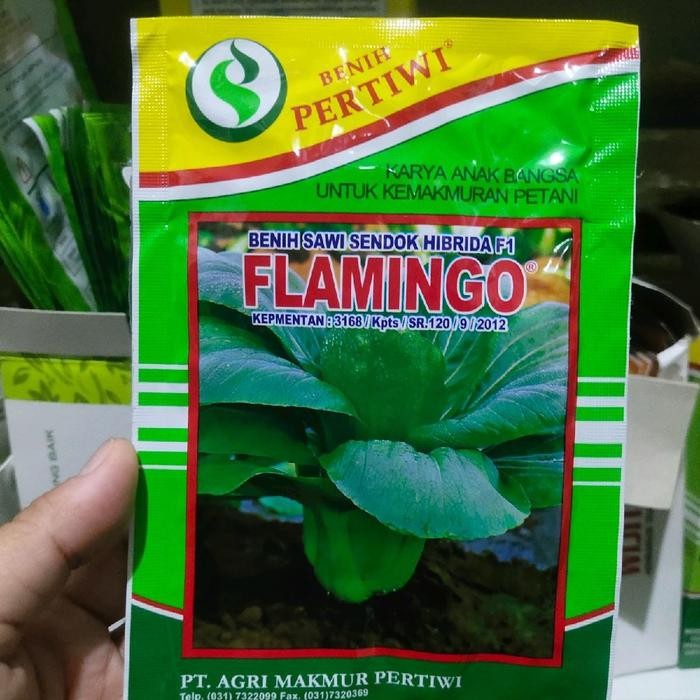 BENIH
PERTIWI®
KARYA ANAK BANGSA
UNTUK KEMAKMURAN PETANI
BENIH SAWI SENDOK HIBRIDA F1
FLAMINGO®
KEPMENTAN : 3168 / Kpts / SR.120 / 9 / 2012
PT. AGRI MAKMUR PERTIWI
Telp. (031) 7322099 Fax. (031)7320369
BAIK